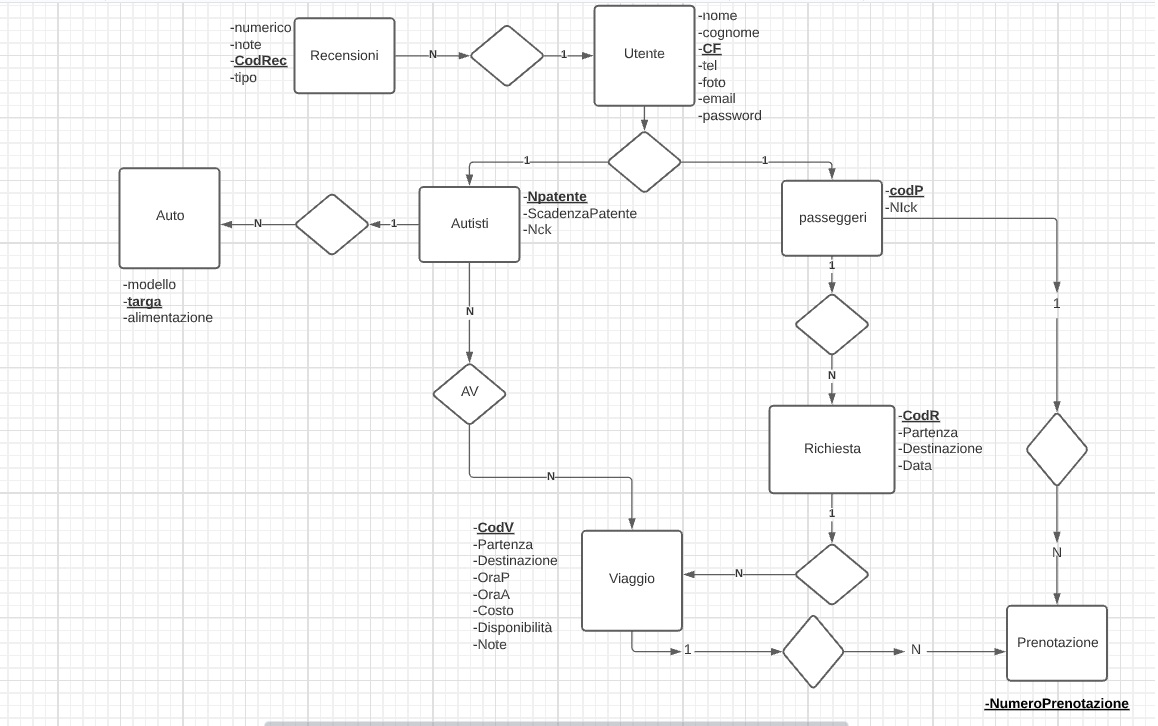 -numerico
-note
-CodRec
-tipo
Recensioni
N
1
Utente
-nome
-cognome
-CF
-tel
-foto
-email
-password
1
1
Auto
-modello
-targa
-alimentazione
N
1
Autisti
-Npatente
-ScadenzaPatente
-Nck
passeggeri
-codP
-NIck
1
1
N
N
AV
Richiesta
-CodR
-Partenza
-Destinazione
-Data
N
1
-CodV
-Partenza
-Destinazione
-OraP
-OraA
-Costo
-Disponibilità
-Note
Viaggio
N
N
1
N
Prenotazione
-NumeroPrenotazione